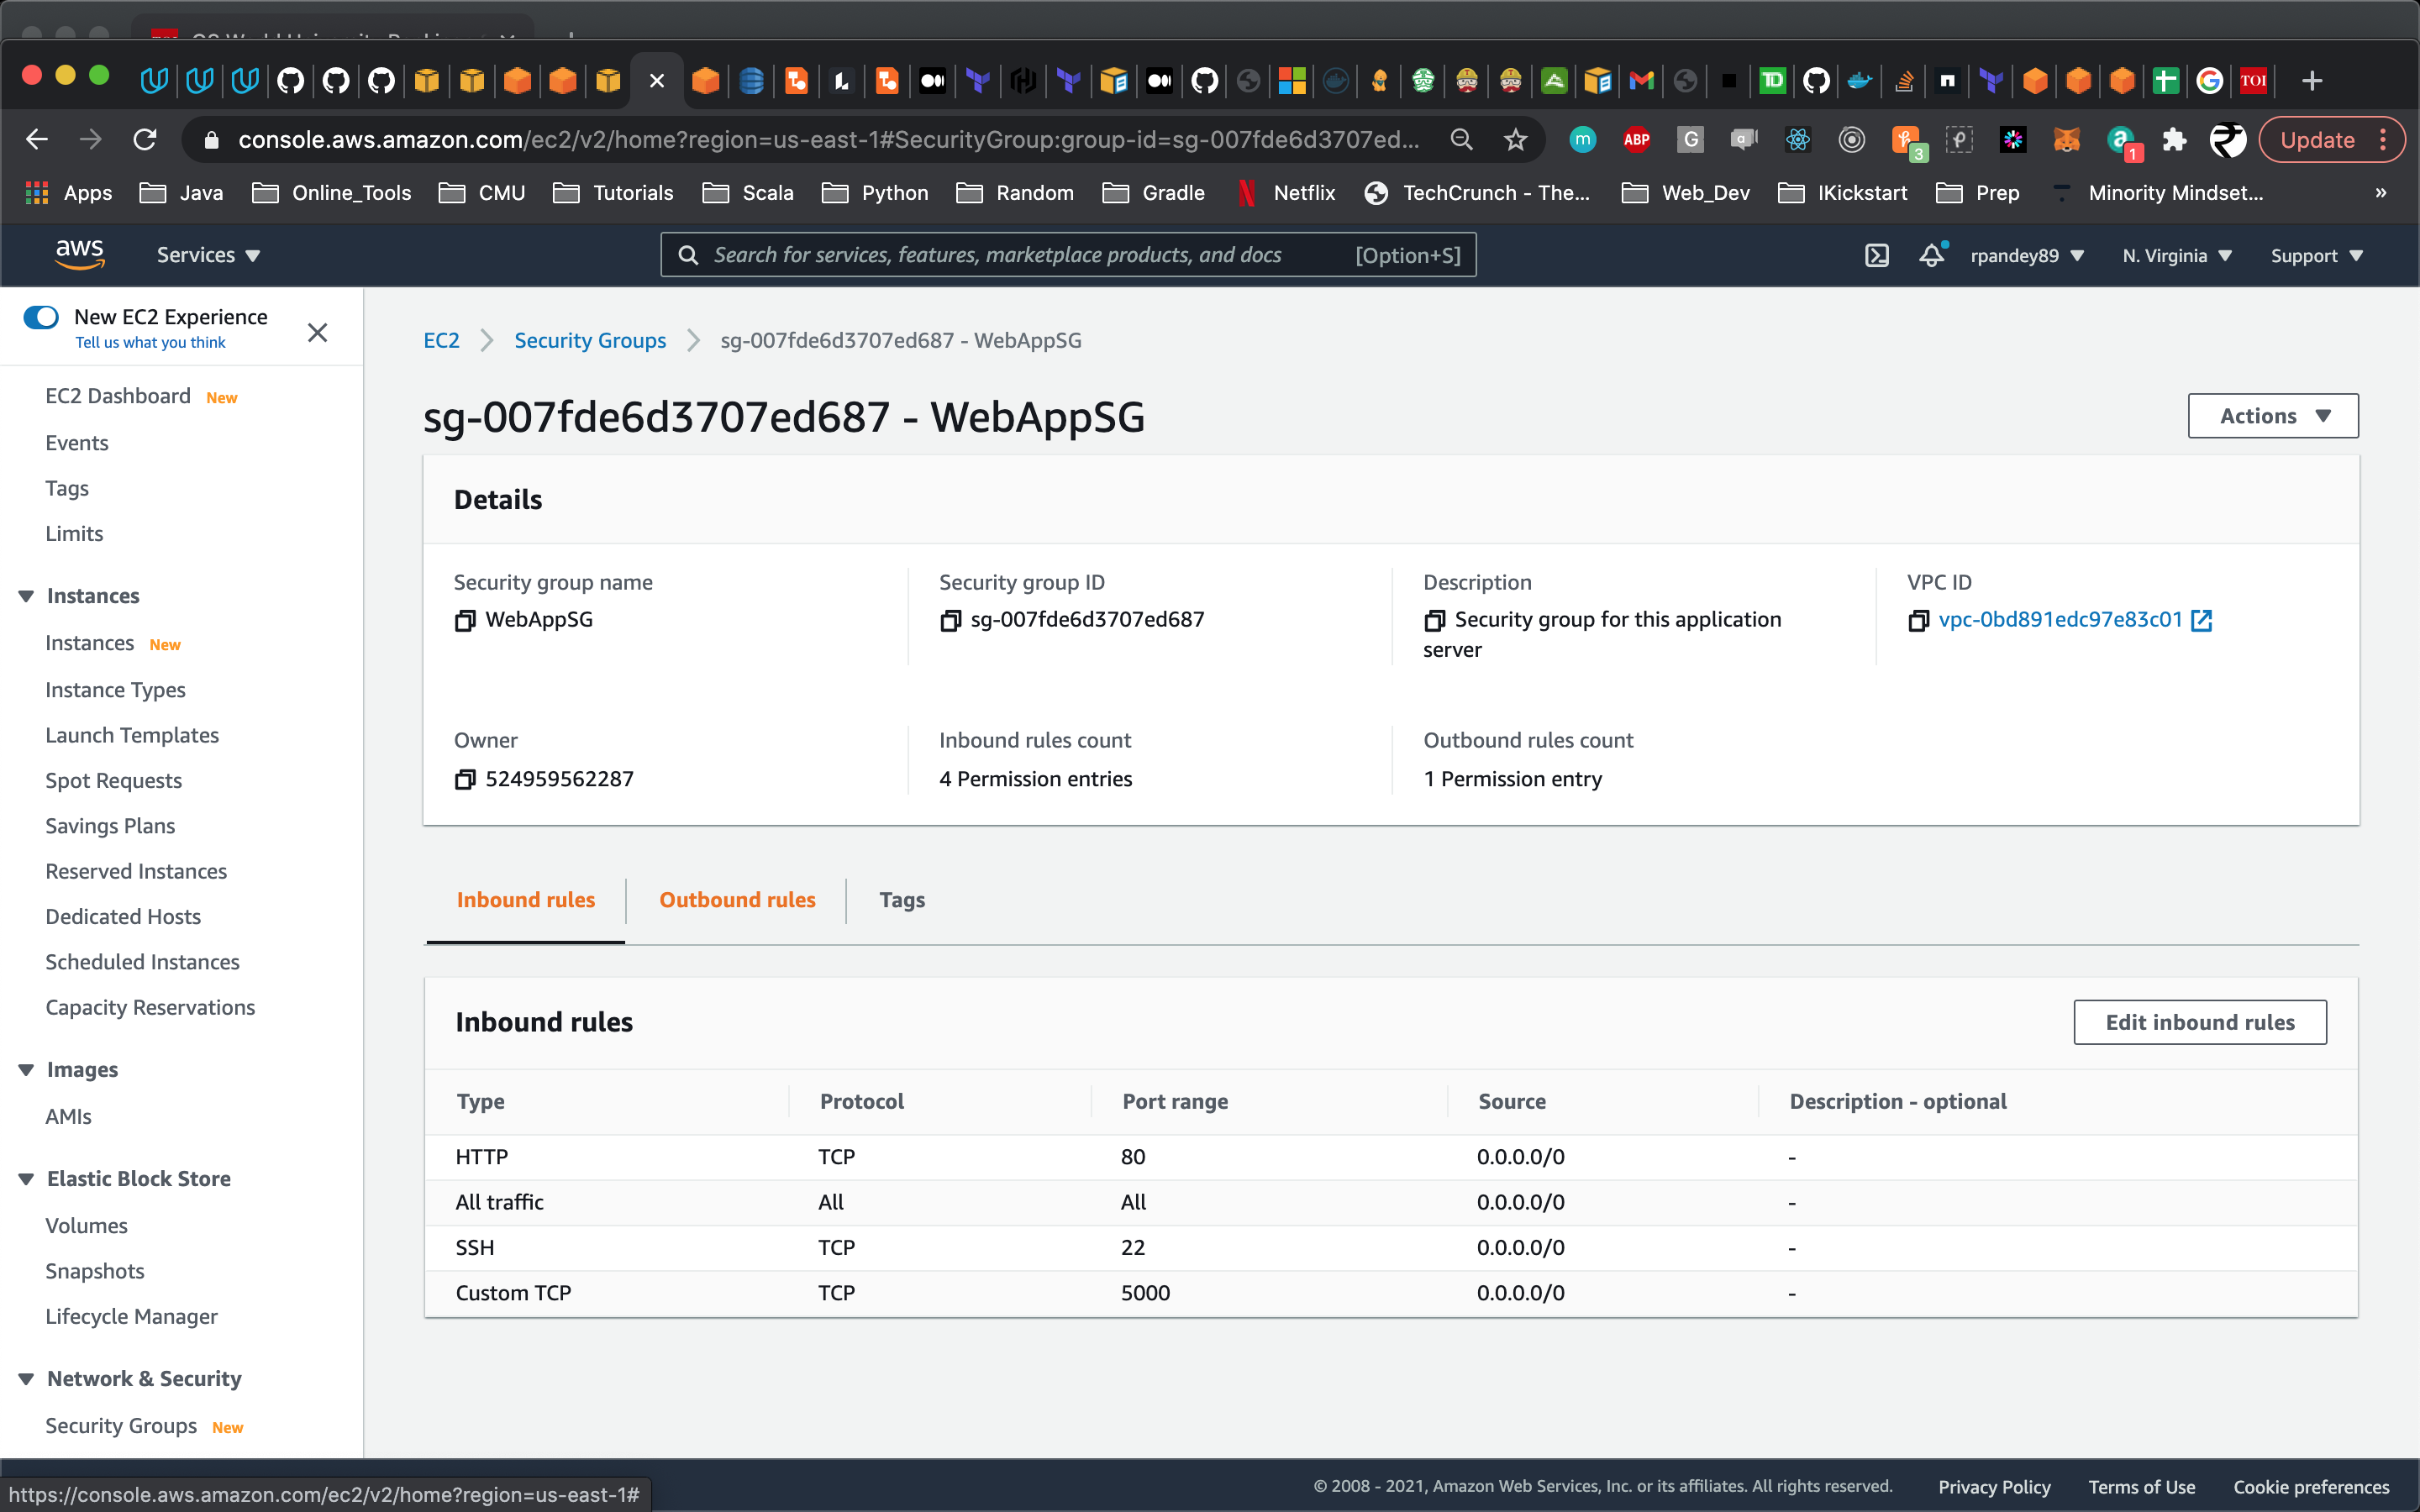 console.aws.amazon.com/ec2/v2/home?region=us-east-1#SecurityGroup:group-id=sg-007fde6d3707ed...
ABP
3
1
Update
TOI
Apps Java Online_Tools CMU Tutorials Scala Python Random Gradle Netflix TechCrunch - The... Web_Dev IKickstart Prep Minority Mindset... »
aws Services Search for services, features, marketplace products, and docs [Option+S] rpandey89 N. Virginia Support
New EC2 Experience
Tell us what you think
EC2 Dashboard New
Events
Tags
Limits
Instances
Instances New
Instance Types
Launch Templates
Spot Requests
Savings Plans
Reserved Instances
Dedicated Hosts
Scheduled Instances
Capacity Reservations
Images
AMIs
Elastic Block Store
Volumes
Snapshots
Lifecycle Manager
Network & Security
Security Groups New
EC2 > Security Groups > sg-007fde6d3707ed687 - WebAppSG
sg-007fde6d3707ed687 - WebAppSG
Actions
Details
Security group name
WebAppSG
Security group ID
sg-007fde6d3707ed687
Description
Security group for this application
server
VPC ID
vpc-0bd891edc97e83c01
Owner
524959562287
Inbound rules count
4 Permission entries
Outbound rules count
1 Permission entry
Inbound rules Outbound rules Tags
Inbound rules
Edit inbound rules
Type Protocol Port range Source Description - optional
HTTP TCP 80 0.0.0.0/0 -
All traffic All All 0.0.0.0/0 -
SSH TCP 22 0.0.0.0/0 -
Custom TCP TCP 5000 0.0.0.0/0 -
https://console.aws.amazon.com/ec2/v2/home?region=us-east-1#
© 2008 - 2021, Amazon Web Services, Inc. or its affiliates. All rights reserved. Privacy Policy Terms of Use Cookie preferences